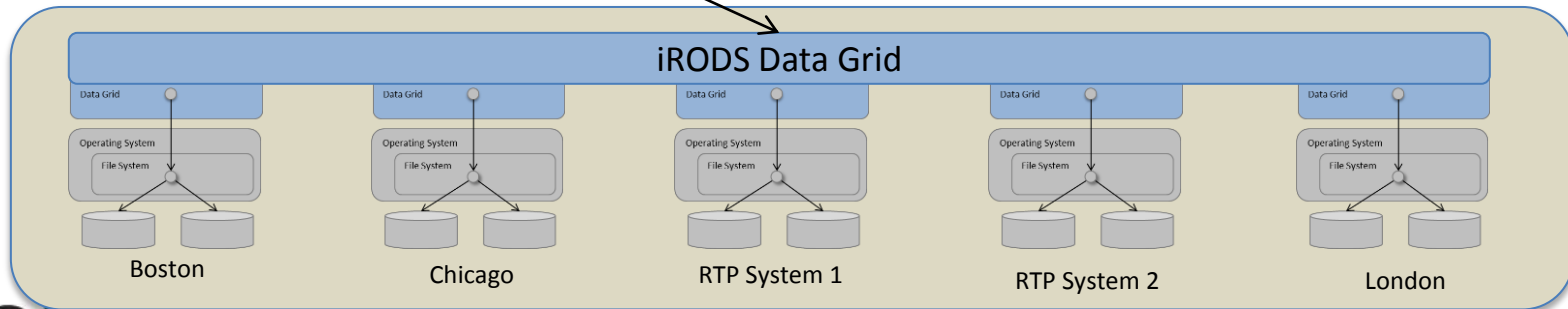 iRODS Data Grid
Data Grid
Data Grid
Data Grid
Data Grid
Data Grid
Operating System
Operating System
Operating System
Operating System
Operating System
File System
File System
File System
File System
File System
Boston
Chicago
RTP System 1
RTP System 2
London